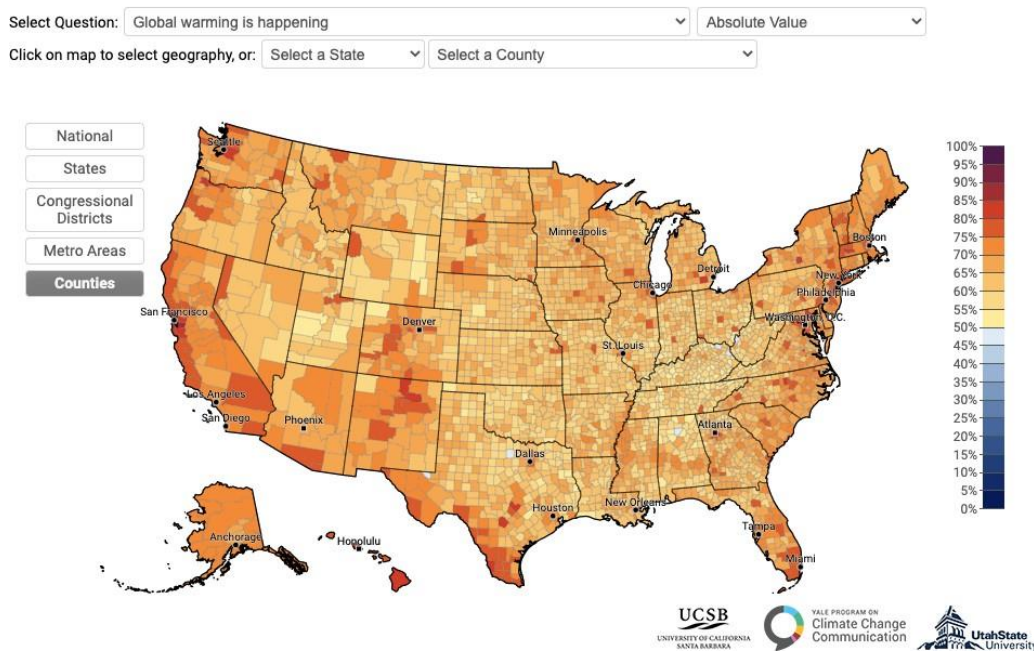 Select Question: Global warming is happening Absolute Value
Click on map to select geography, or: Select a State Select a County
National
States
Congressional
Districts
Metro Areas
Counties
Seattle
Minneapolis
Boston
Detroit
Chicago
New York
Philadelphia
San Francisco
Denver
Washington, D.C.
St. Louis
Los Angeles
San Diego
Phoenix
Atlanta
Dallas
Houston
New Orleans
Tampa
Miami
Anchorage
Honolulu
100%
95%
90%
85%
80%
75%
70%
65%
60%
55%
50%
45%
40%
35%
30%
25%
20%
15%
10%
5%
0%
UCSB
UNIVERSITY OF CALIFORNIA
SANTA BARBARA
YALE PROGRAM ON
Climate Change
Communication
UtahState
University